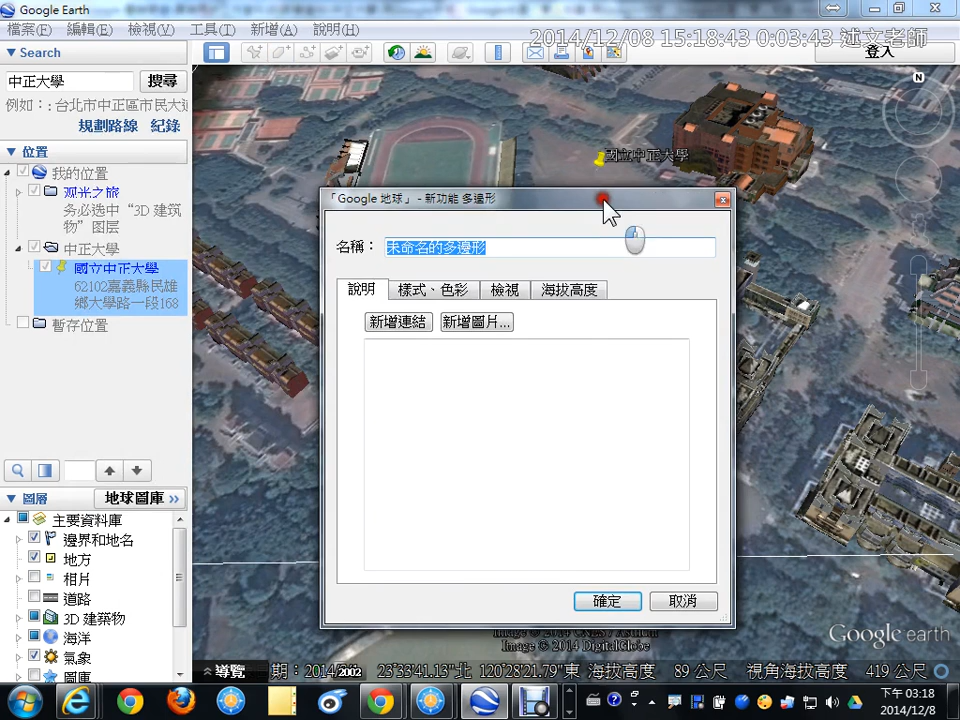 Google Earth
檔案(F) 編輯(E) 檢視(V) 工具(T) 新增(A) 說明(H)
2014/12/08 15:18:43 0:03:43 述文老師
登入
Search
中正大學
搜尋
例如：: 台北市中正區市民大道
規劃路線 紀錄
位置
我的位置
观光之旅
务必选中“3D 建筑
物”图层
中正大學
國立中正大學
62102嘉義縣民雄
鄉大學路一段168
暫存位置
圖層
地球圖庫 >>
主要資料庫
邊界和地名
地方
相片
道路
3D 建築物
海洋
氣象
圖庫
N
國立中正大學
「Google 地球」 - 新功能 多邊形
名稱：
未命名的多邊形
說明 樣式、色彩 檢視 海拔高度
新增連結 新增圖片...
確定 取消
Image © 2014 DigitalGlobe
Google earth
導覽
2002
23°33'41.13"北 120°28'21.79"東 海拔高度 89 公尺 視角海拔高度 419 公尺
下午 03:18
2014/12/8